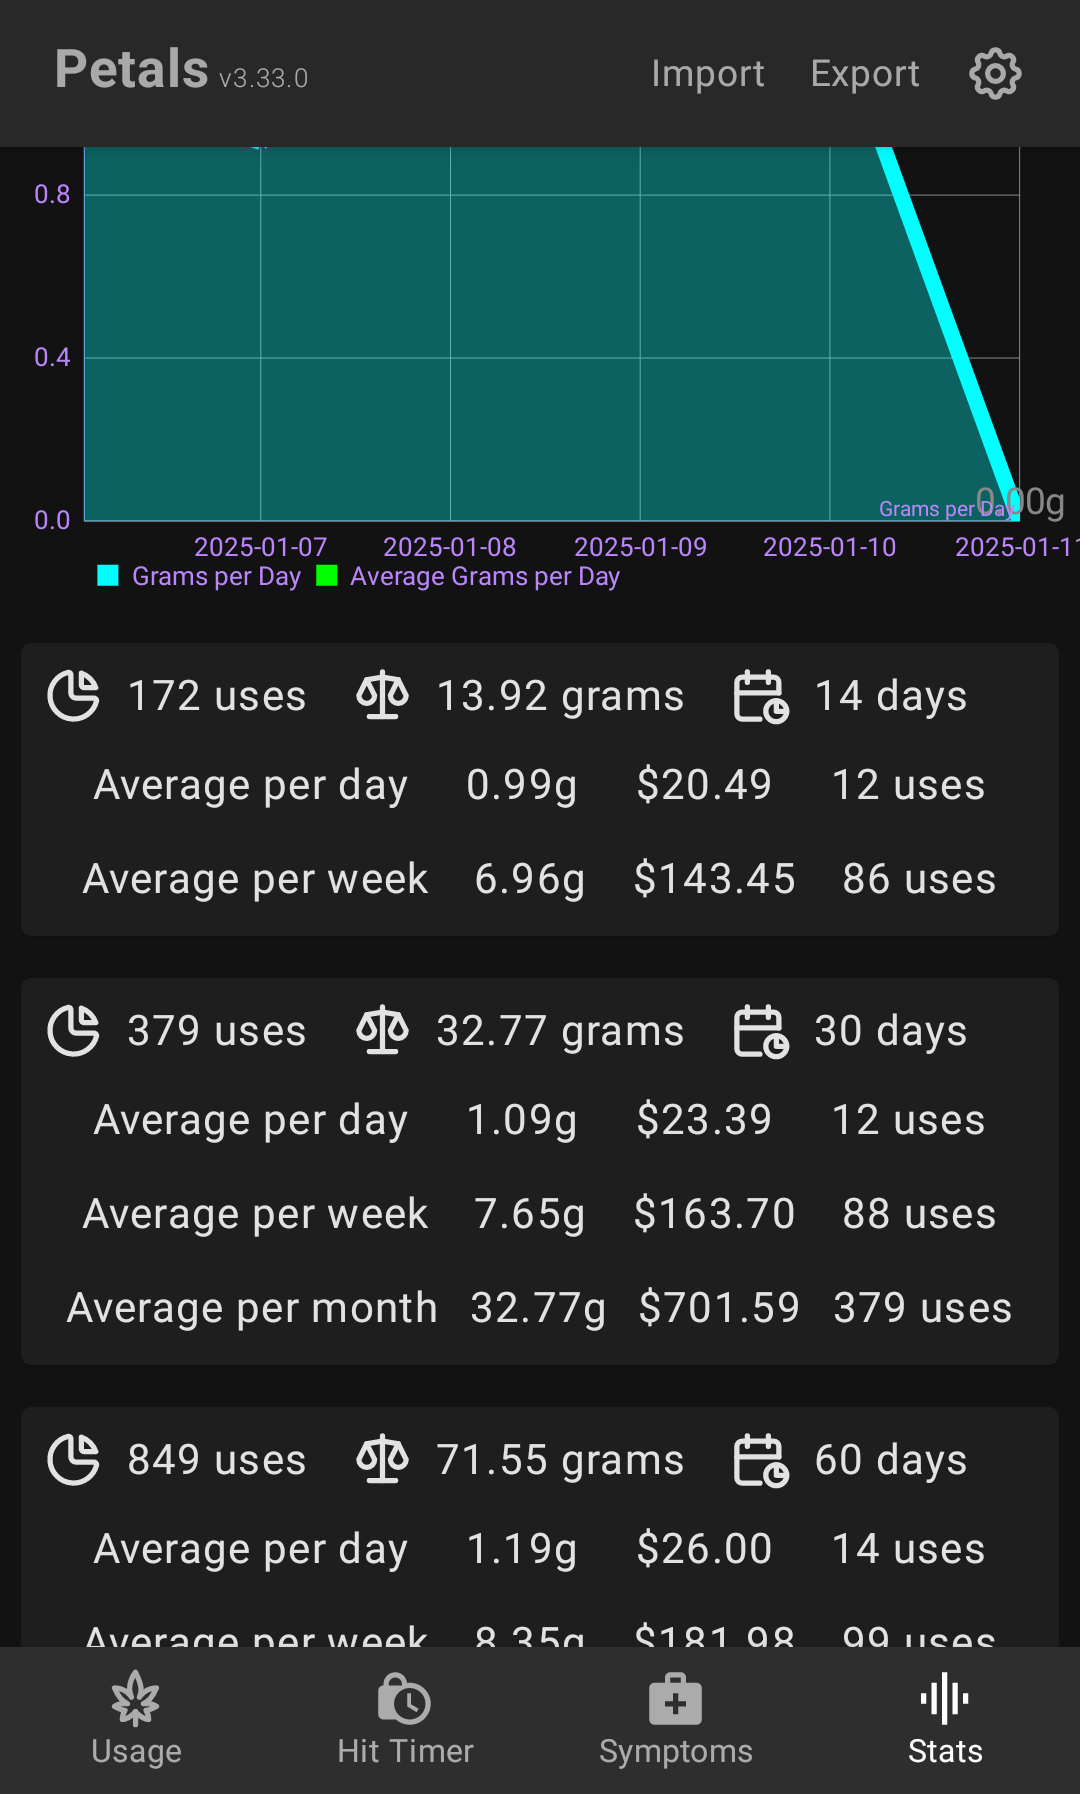 Petals v3.33.0 Import Export
0.8
0.4
0.0
0.00g
Grams per Day
2025-01-07 2025-01-08 2025-01-09 2025-01-10 2025-01-11
Grams per Day Average Grams per Day
172 uses 13.92 grams 14 days
Average per day 0.99g $20.49 12 uses
Average per week 6.96g $143.45 86 uses
379 uses 32.77 grams 30 days
Average per day 1.09g $23.39 12 uses
Average per week 7.65g $163.70 88 uses
Average per month 32.77g $701.59 379 uses
849 uses 71.55 grams 60 days
Average per day 1.19g $26.00 14 uses
Average per week 8.35g $181.98 99 uses
Usage Hit Timer Symptoms Stats